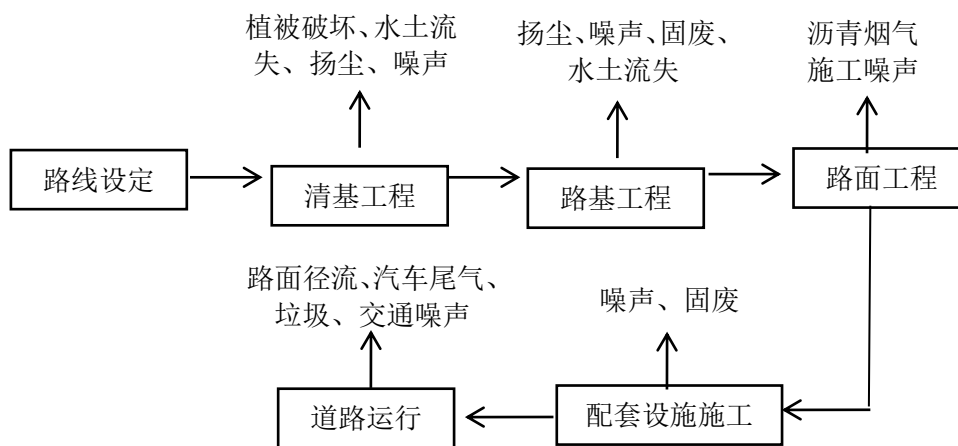 植被破坏、水土流
失、扬尘、噪声
扬尘、噪声、固废、
水土流失
沥青烟气
施工噪声
路线设定
清基工程
路基工程
路面工程
路面径流、汽车尾气、
垃圾、交通噪声
噪声、固废
道路运行
配套设施施工